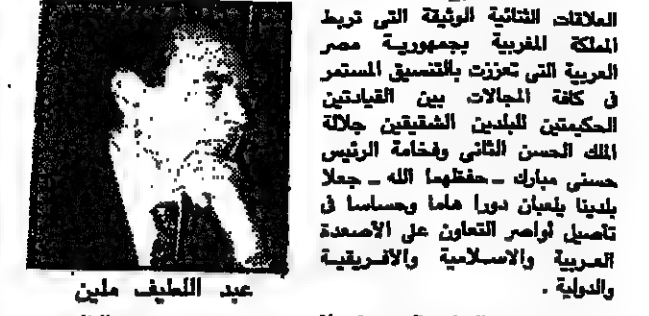 العلاقات الثنائية الوثيقة التى تربط
المملكة المغربية بجمهورية مصر
العربية التى تعززت بالتنسيق المستمر
فى كافة المجالات بين القيادتين
الحكيمتين للبلدين الشقيقين جلالة
الملك الحسن الثانى وفخامة الرئيس
حسنى مبارك ـ حفظهما الله ـ جعلا
بلدينا يلعبان دورا هاما وحساسا فى
تأصيل أواصر التعاون على الأصعدة
العربية والاسلامية والافريقية
والدولية .
عبد اللطيف ملين